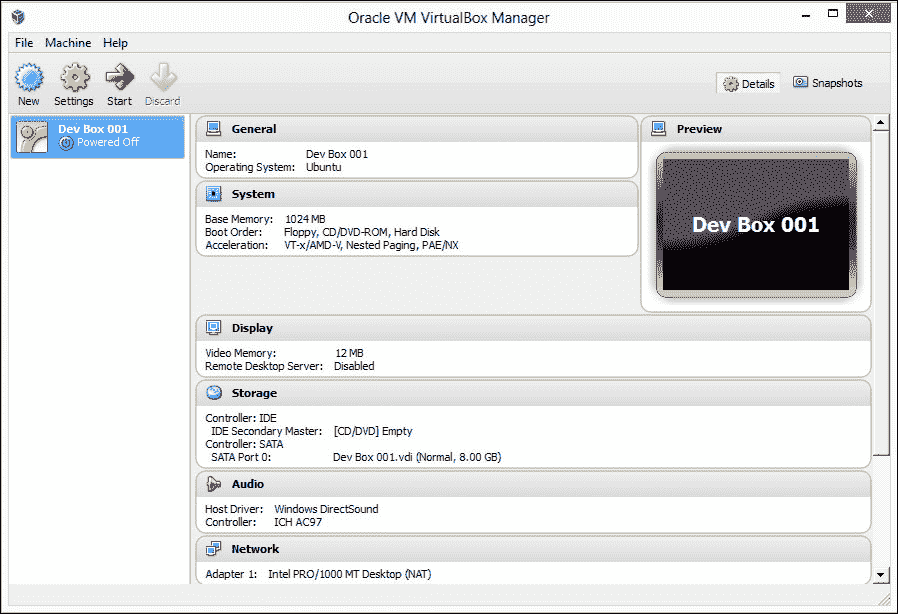 Oracle VM VirtualBox Manager
File Machine Help
New Settings Start Discard
Details Snapshots
Dev Box 001
Powered Off
General
Name: Dev Box 001
Operating System: Ubuntu
System
Base Memory: 1024 MB
Boot Order: Floppy, CD/DVD-ROM, Hard Disk
Acceleration: VT-x/AMD-V, Nested Paging, PAE/NX
Preview
Dev Box 001
Display
Video Memory: 12 MB
Remote Desktop Server: Disabled
Storage
Controller: IDE
IDE Secondary Master: [CD/DVD] Empty
Controller: SATA
SATA Port 0: Dev Box 001.vdi (Normal, 8.00 GB)
Audio
Host Driver: Windows DirectSound
Controller: ICH AC97
Network
Adapter 1: Intel PRO/1000 MT Desktop (NAT)